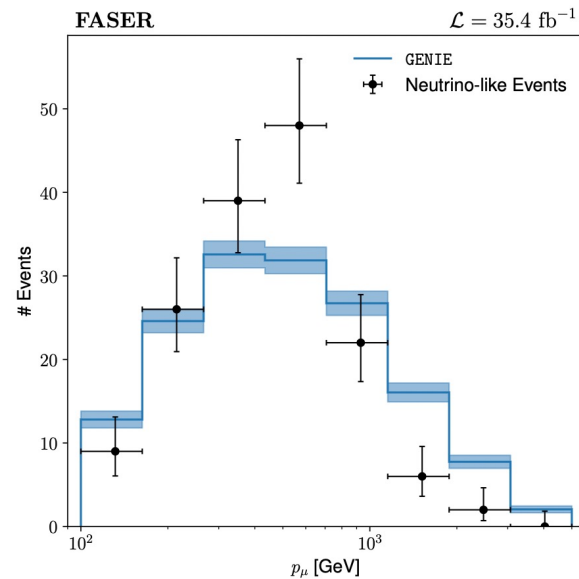 FASER
ℒ = 35.4 fb⁻¹
GENIE
Neutrino-like Events
# Events
50
40
30
20
10
0
10²
10³
pμ [GeV]